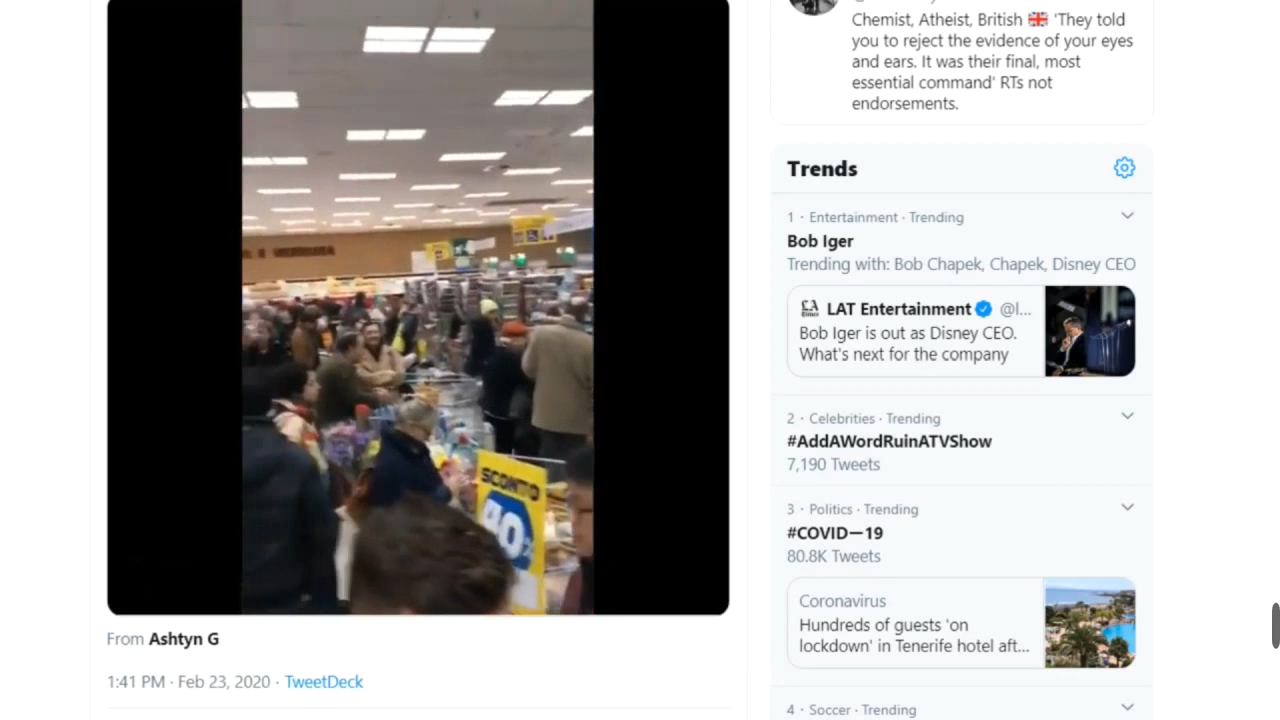 SCONTO
From Ashtyn G
1:41 PM · Feb 23, 2020 · TweetDeck
Chemist, Atheist, British 🇬🇧 'They told
you to reject the evidence of your eyes
and ears. It was their final, most
essential command' RTs not
endorsements.
Trends
1 · Entertainment · Trending
Bob Iger
Trending with: Bob Chapek, Chapek, Disney CEO
LA Times LAT Entertainment @l...
Bob Iger is out as Disney CEO.
What's next for the company
2 · Celebrities · Trending
#AddAWordRuinATVShow
7,190 Tweets
3 · Politics · Trending
#COVID—19
80.8K Tweets
Coronavirus
Hundreds of guests 'on
lockdown' in Tenerife hotel aft...
4 · Soccer · Trending